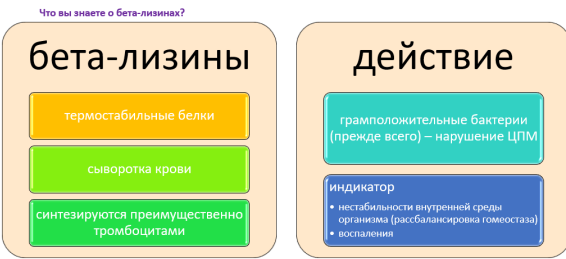 Что вы знаете о бета-лизинах?
бета-лизины
термостабильные белки
сыворотка крови
синтезируются преимущественно
тромбоцитами
действие
грамположительные бактерии
(прежде всего) – нарушение ЦПМ
индикатор
• нестабильности внутренней среды
организма (рассбалансировка гомеостаза)
• воспаления